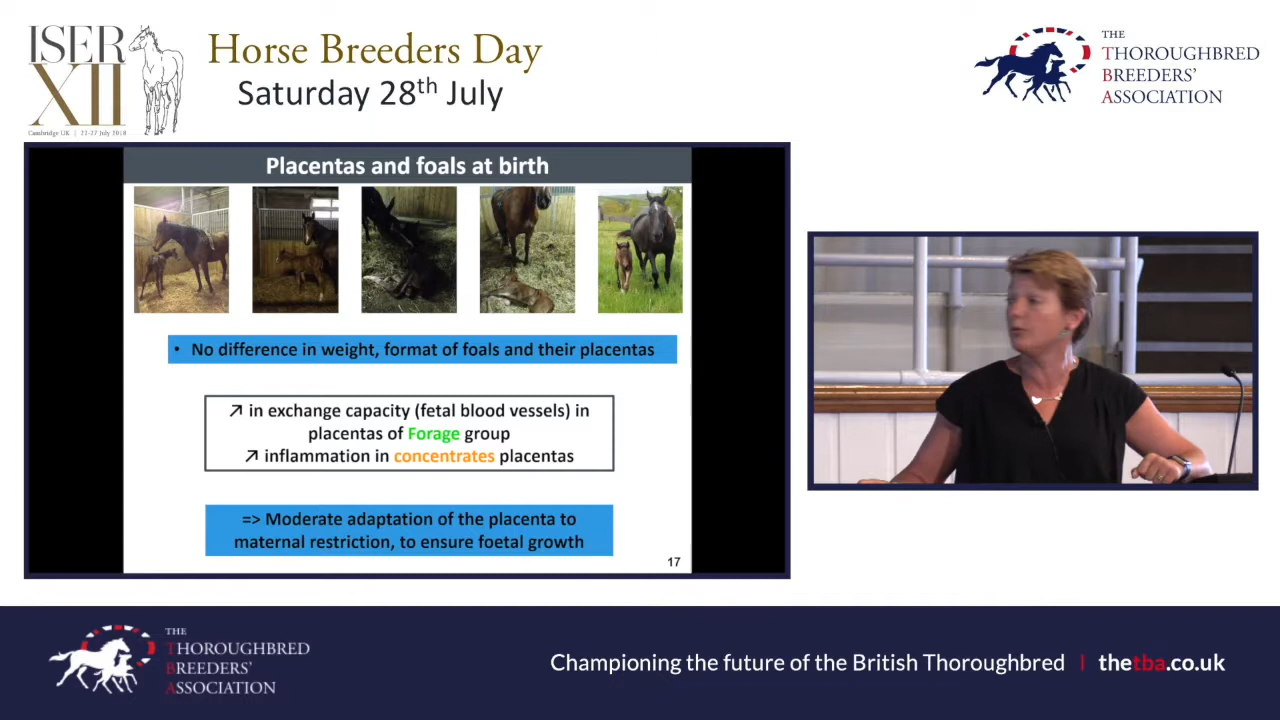 ISER
XII
Cambridge UK | 22-27 July 2018
Horse Breeders Day
Saturday 28th July
THE
THOROUGHBRED
BREEDERS'
ASSOCIATION
Placentas and foals at birth
• No difference in weight, format of foals and their placentas
↗ in exchange capacity (fetal blood vessels) in
placentas of Forage group
↗ inflammation in concentrates placentas
=> Moderate adaptation of the placenta to
maternal restriction, to ensure foetal growth
17
THE
THOROUGHBRED
BREEDERS'
ASSOCIATION
Championing the future of the British Thoroughbred | thetba.co.uk